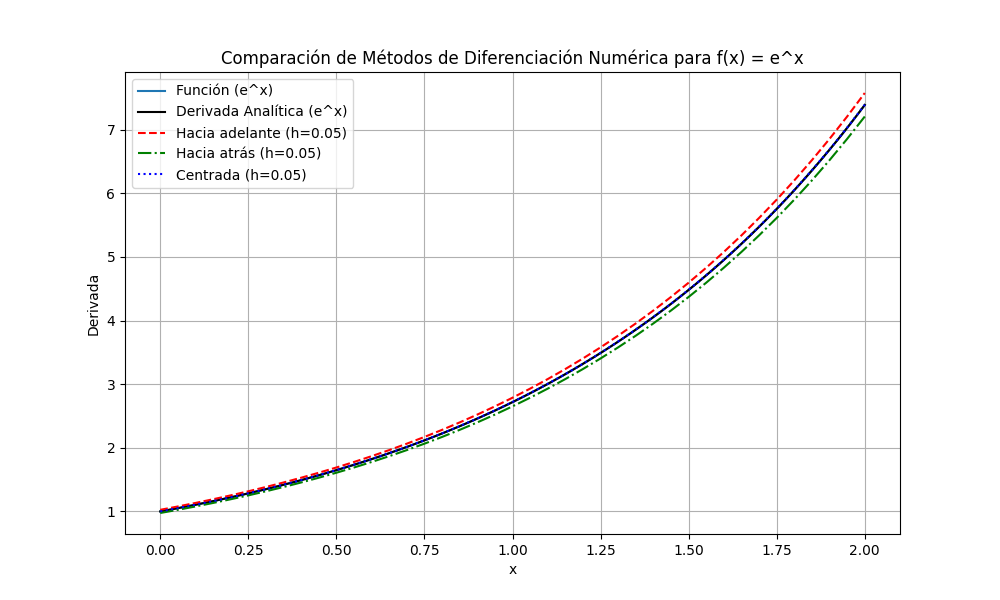 Comparación de Métodos de Diferenciación Numérica para f(x) = e^x
Función (e^x)
Derivada Analítica (e^x)
Hacia adelante (h=0.05)
Hacia atrás (h=0.05)
Centrada (h=0.05)
Derivada
7
6
5
4
3
2
1
0.00 0.25 0.50 0.75 1.00 1.25 1.50 1.75 2.00
x